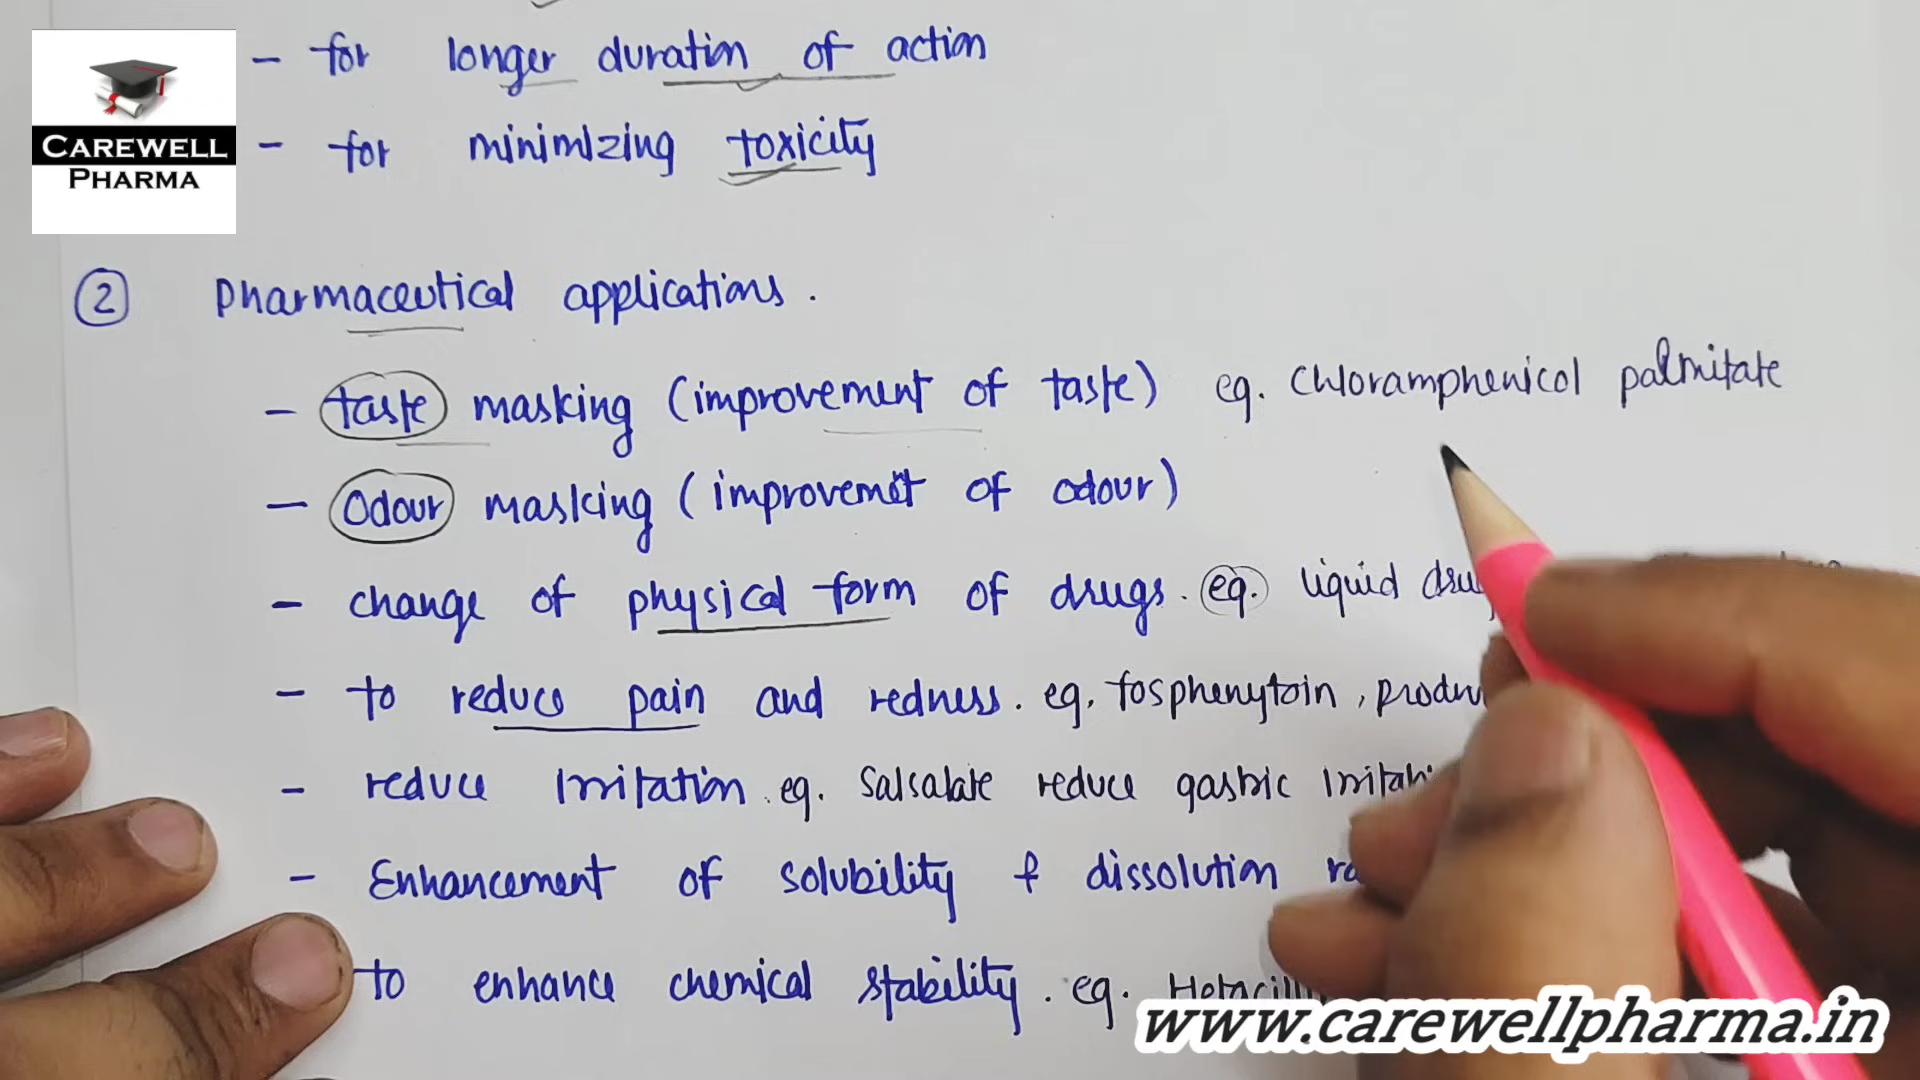 - for longer duration of action
CAREWELL
PHARMA
- for minimizing toxicity
② Pharmaceutical applications.
- taste masking (improvement of taste) eg. Chloramphenicol palmitate
- Odour masking (improvemet of odour)
- change of physical form of drugs. eg. liquid
- to reduce pain and redness. eg. fosphenytoin,
- reduce irritation. eg. Salsalate reduce gastric
- Enhancement of solubility & dissolution
to enhance chemical stability. eg.
www.carewellpharma.in